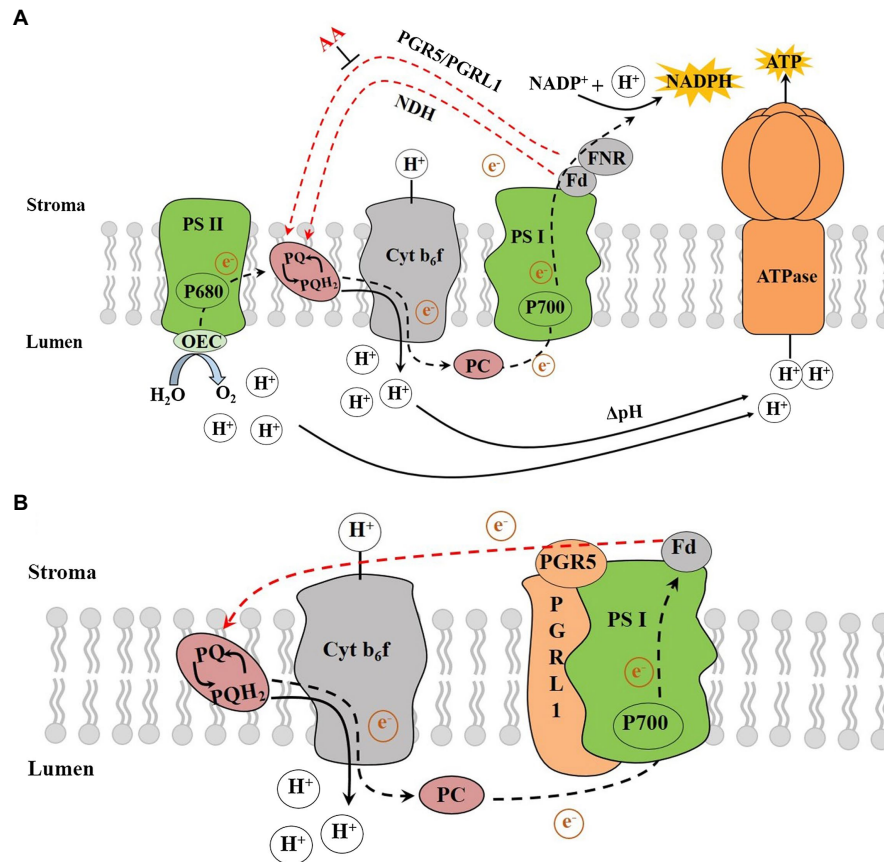 A
AA
PGR5/PGRL1
NDH
NADP⁺ + H⁺
NADPH
ATP
H⁺
e⁻
FNR
Fd
Stroma
PS II
e⁻
P680
OEC
PQ
PQH₂
Cyt b₆f
e⁻
PS I
e⁻
P700
ATPase
Lumen
H₂O
O₂
H⁺
H⁺
H⁺
H⁺
H⁺
H⁺
PC
e⁻
H⁺
H⁺
H⁺
ΔpH
B
H⁺
e⁻
Stroma
PGR5
Fd
PGRL1
PS I
PQ
PQH₂
Cyt b₆f
e⁻
e⁻
P700
Lumen
H⁺
H⁺
H⁺
PC
e⁻